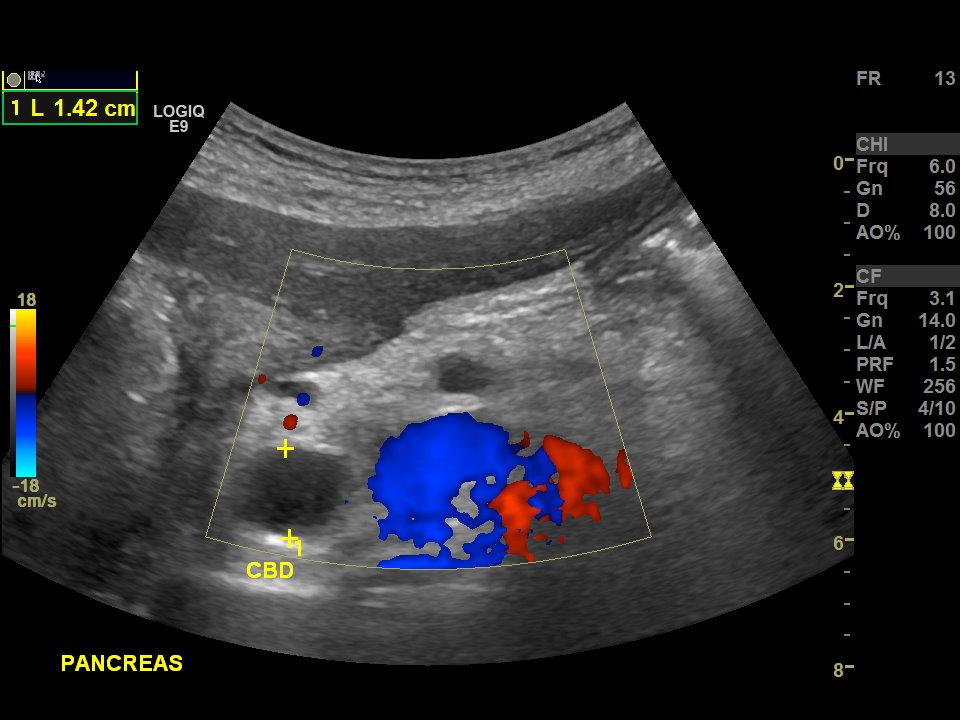 1 L 1.42 cm
LOGIQ
E9
FR 13
CHI
Frq 6.0
Gn 56
D 8.0
AO% 100
CF
Frq 3.1
Gn 14.0
L/A 1/2
PRF 1.5
WF 256
S/P 4/10
AO% 100
0
2
4
6
8
18
-18
cm/s
1
CBD
PANCREAS